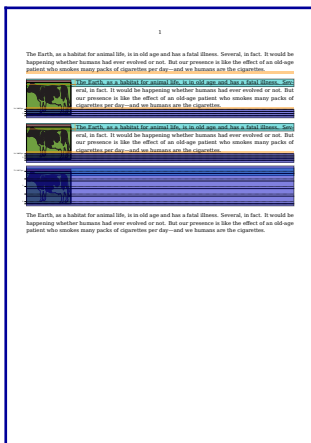 1
The Earth, as a habitat for animal life, is in old age and has a fatal illness. Several, in fact. It would be
happening whether humans had ever evolved or not. But our presence is like the effect of an old-age
patient who smokes many packs of cigarettes per day—and we humans are the cigarettes.
The Earth, as a habitat for animal life, is in old age and has a fatal illness. Sev-
eral, in fact. It would be happening whether humans had ever evolved or not. But
our presence is like the effect of an old-age patient who smokes many packs of
cigarettes per day—and we humans are the cigarettes.
The Earth, as a habitat for animal life, is in old age and has a fatal illness. Sev-
eral, in fact. It would be happening whether humans had ever evolved or not. But
our presence is like the effect of an old-age patient who smokes many packs of
cigarettes per day—and we humans are the cigarettes.
The Earth, as a habitat for animal life, is in old age and has a fatal illness. Several, in fact. It would be
happening whether humans had ever evolved or not. But our presence is like the effect of an old-age
patient who smokes many packs of cigarettes per day—and we humans are the cigarettes.